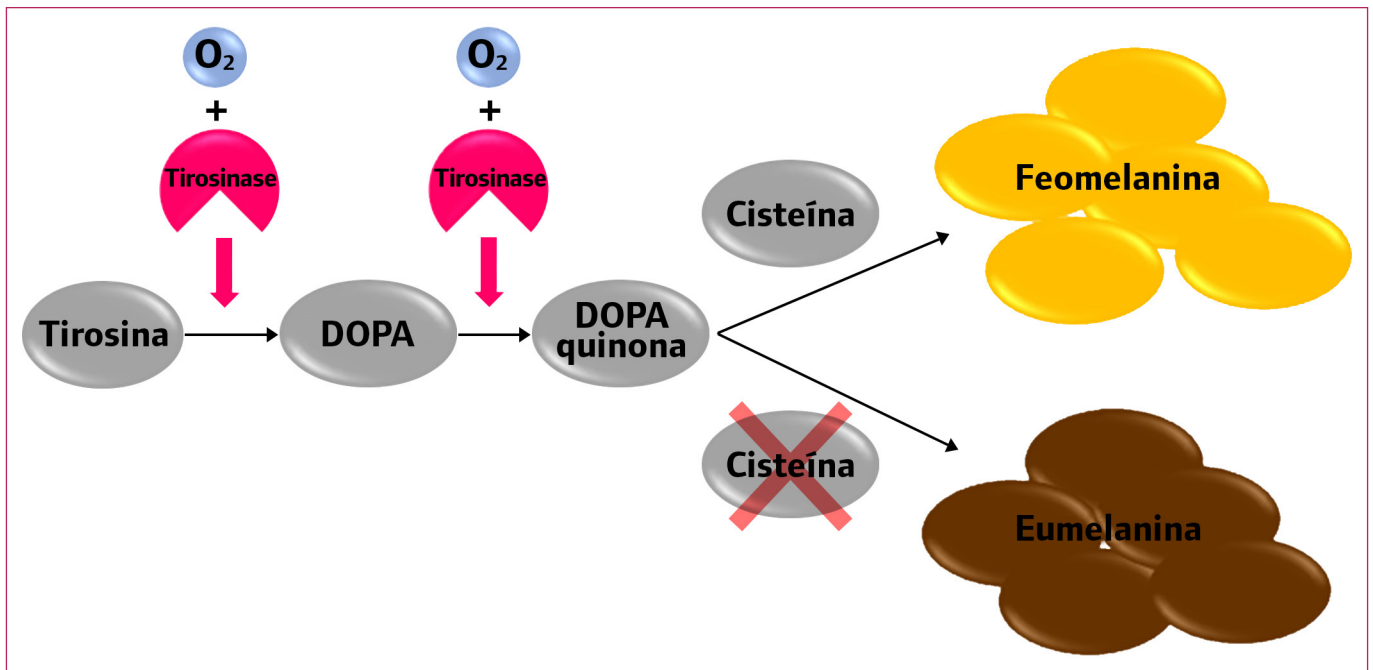 O₂
O₂
+
+
Tirosinase
Tirosinase
Cisteína
Feomelanina
Tirosina
DOPA
DOPA
quinona
Cisteína
Eumelanina